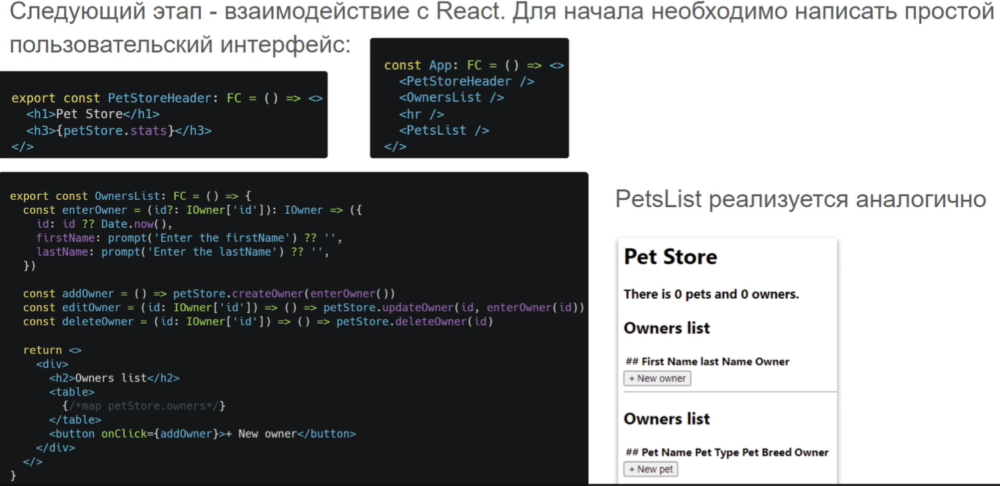 Следующий этап - взаимодействие с React. Для начала необходимо написать простой
пользовательский интерфейс:
export const PetStoreHeader: FC = () => <>
  <h1>Pet Store</h1>
  <h3>{petStore.stats}</h3>
</>
const App: FC = () => <>
  <PetStoreHeader />
  <OwnersList />
  <hr />
  <PetsList />
</>
export const OwnersList: FC = () => {
  const enterOwner = (id?: IOwner['id']): IOwner => ({
    id: id ?? Date.now(),
    firstName: prompt('Enter the firstName') ?? '',
    lastName: prompt('Enter the lastName') ?? '',
  })
  const addOwner = () => petStore.createOwner(enterOwner())
  const editOwner = (id: IOwner['id']) => () => petStore.updateOwner(id, enterOwner(id))
  const deleteOwner = (id: IOwner['id']) => () => petStore.deleteOwner(id)
  return <>
    <div>
      <h2>Owners list</h2>
      <table>
        {/*map petStore.owners*/}
      </table>
      <button onClick={addOwner}>+ New owner</button>
    </div>
  </>
}
PetsList реализуется аналогично
Pet Store
There is 0 pets and 0 owners.
Owners list
## First Name last Name Owner
+ New owner
Owners list
## Pet Name Pet Type Pet Breed Owner
+ New pet